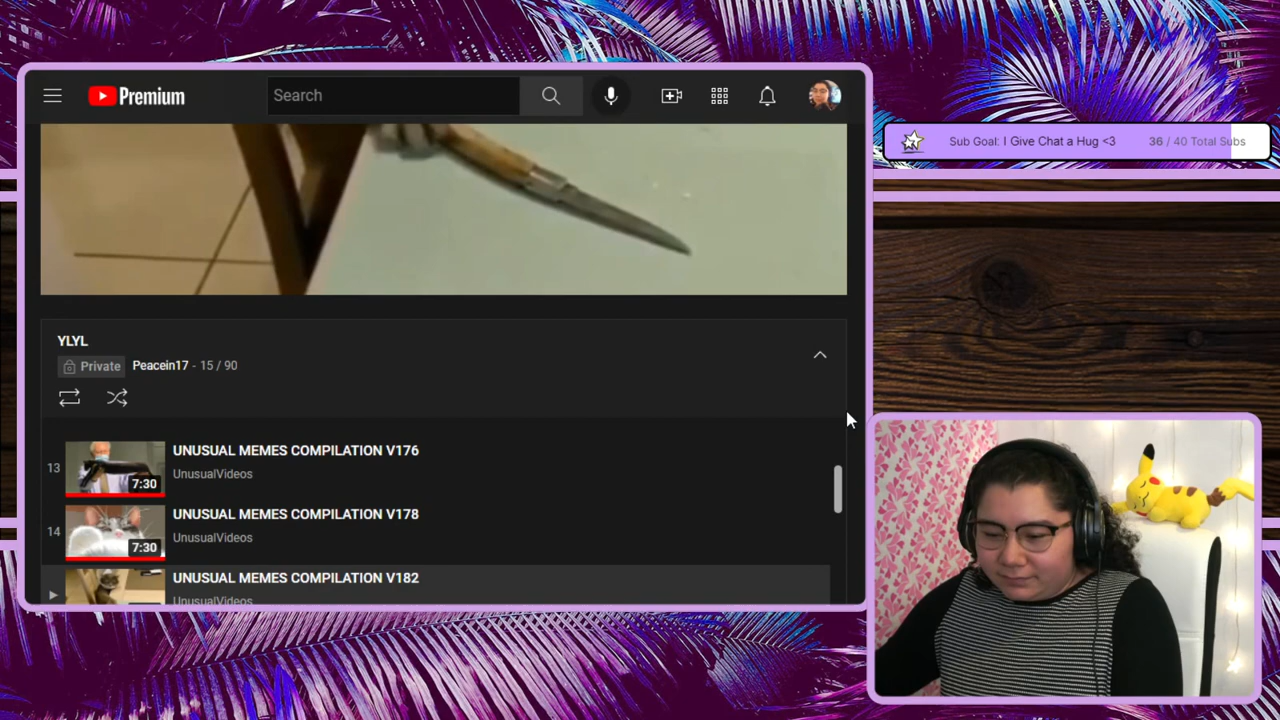 Premium
Search
Sub Goal: I Give Chat a Hug <3 36 / 40 Total Subs
YLYL
Private Peacein17 - 15 / 90
13 UNUSUAL MEMES COMPILATION V176
7:30 UnusualVideos
14 UNUSUAL MEMES COMPILATION V178
7:30 UnusualVideos
UNUSUAL MEMES COMPILATION V182
UnusualVideos